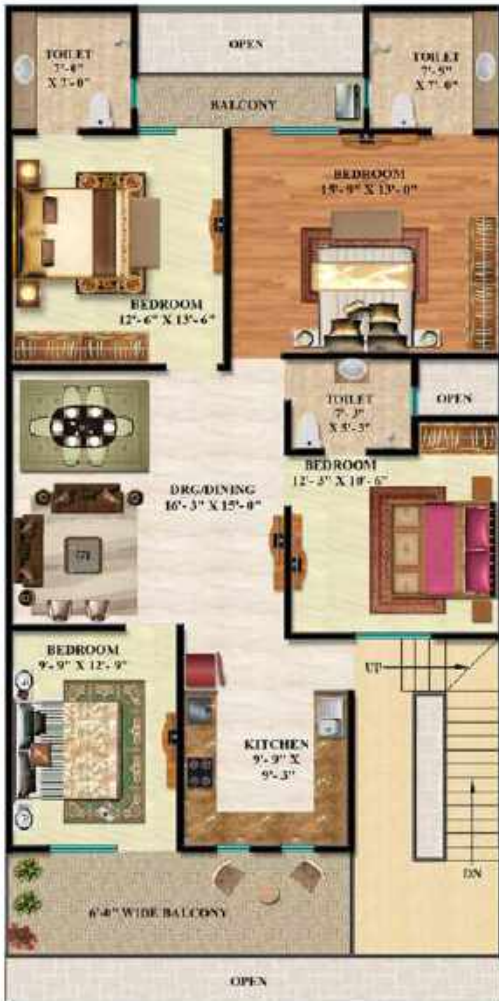 OPEN
TOILET
7'-0"
X 7'-0"
TOILET
7'-9"
X 7'-0"
BALCONY
BEDROOM
15'-9" X 13'-0"
BEDROOM
12'-6" X 13'-6"
TOILET
7'-3"
X 5'-3"
OPEN
BEDROOM
12'-3" X 10'-6"
DRG/DINING
16'-3" X 15'-0"
BEDROOM
9'-9" X 12'-9"
UP
KITCHEN
9'-9" X
9'-3"
DN
6'-0" WIDE BALCONY
OPEN